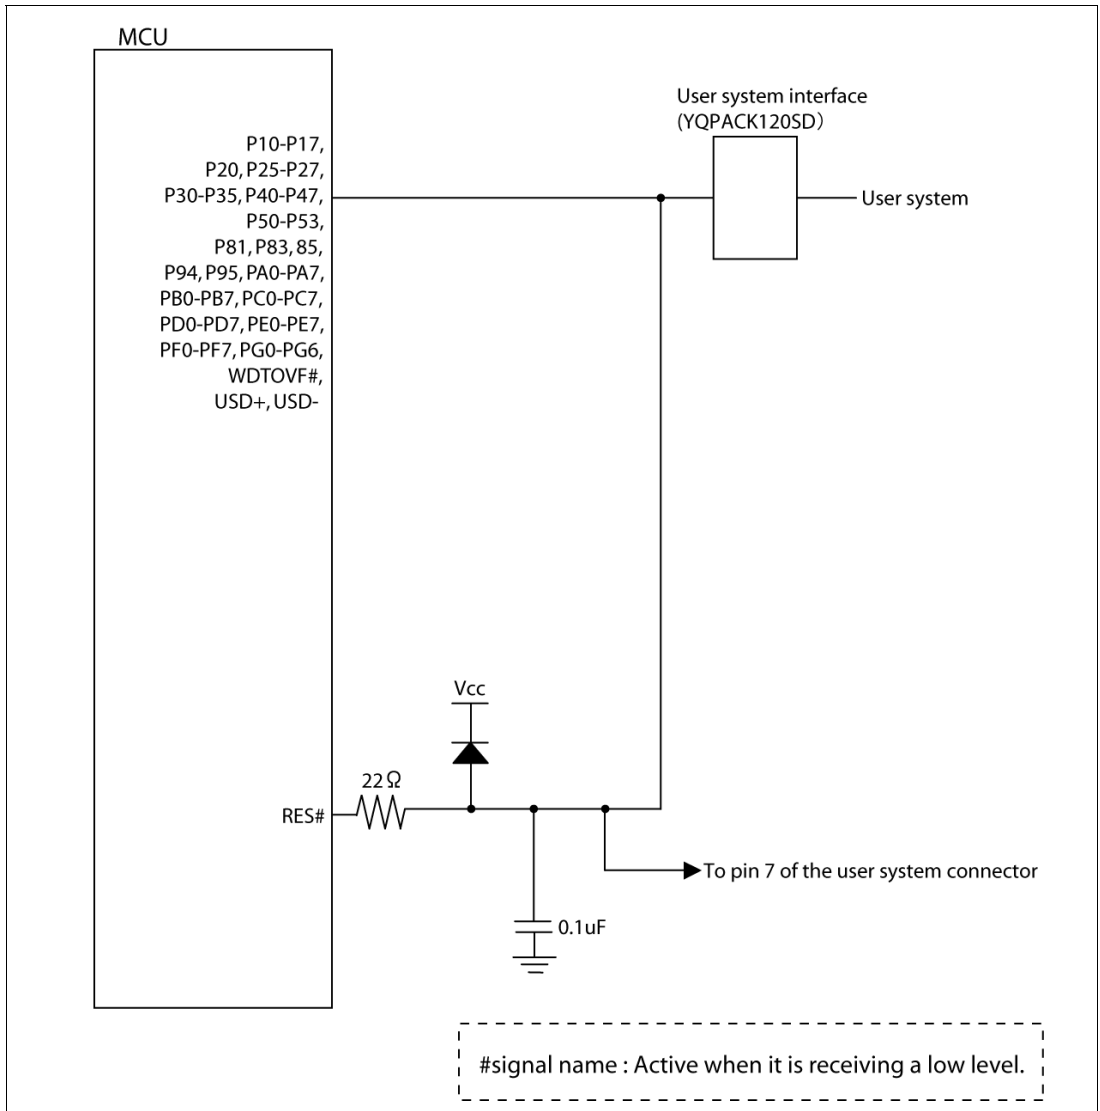 MCU
User system interface
(YQPACK120SD）
P10-P17,
P20, P25-P27,
P30-P35, P40-P47,
P50-P53,
P81, P83, 85,
P94, P95, PA0-PA7,
PB0-PB7, PC0-PC7,
PD0-PD7, PE0-PE7,
PF0-PF7, PG0-PG6,
WDTOVF#,
USD+, USD-
User system
Vcc
22Ω
RES#
To pin 7 of the user system connector
0.1uF
#signal name : Active when it is receiving a low level.